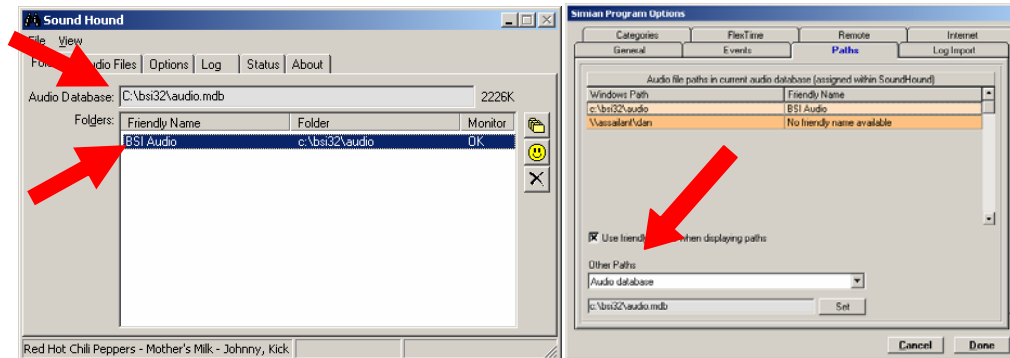 Sound Hound
File View
Audio Files Options Log Status About
Audio Database: C:\bsi32\audio.mdb 2226K
Folders: Friendly Name Folder Monitor
BSI Audio c:\bsi32\audio OK
Red Hot Chili Peppers - Mother's Milk - Johnny, Kick
Simian Program Options
Categories FlexTime Remote Internet
General Events Paths Log Import
Audio file paths in current audio database (assigned within SoundHound)
Windows Path Friendly Name
c:\bsi32\audio BSI Audio
\\assailant\dan No friendly name available
Use when displaying paths
Other Paths
Audio database
c:\bsi32\audio.mdb Set
Cancel Done